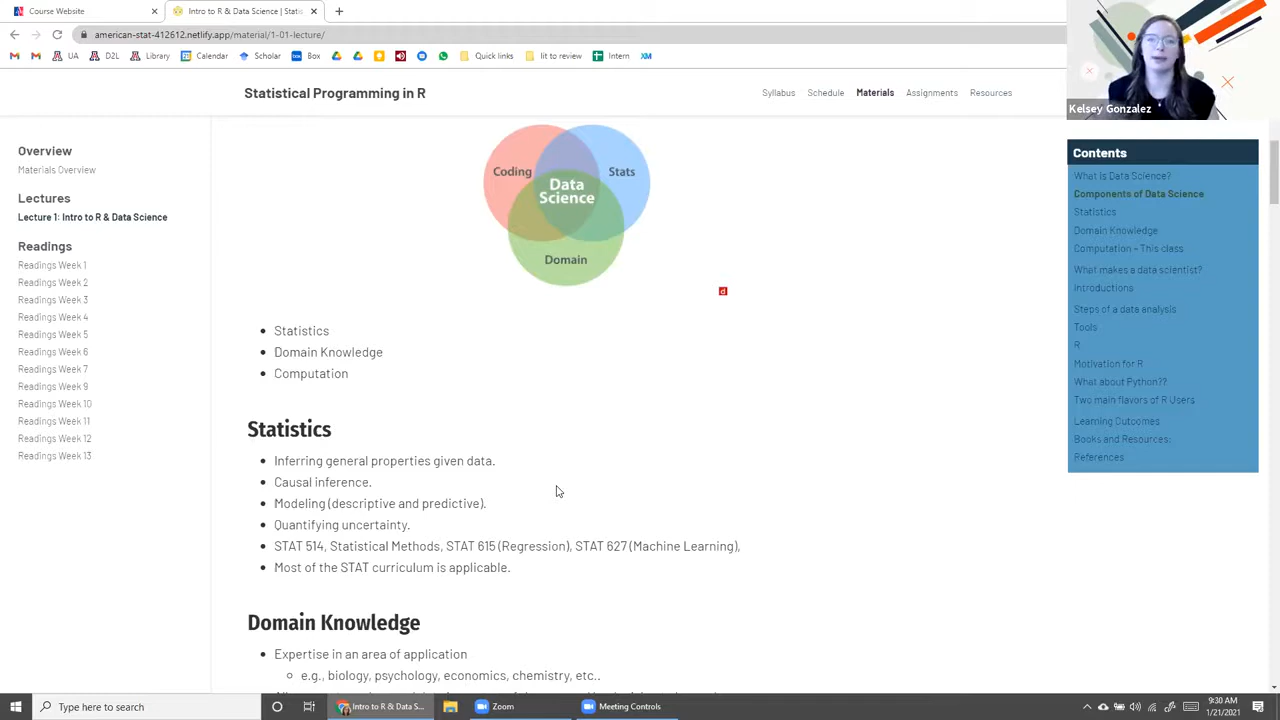 Course Website
Intro to R & Data Science | Statis
american-stat-412612.netlify.app/material/1-01-lecture/
UA
D2L
Library
Calendar
Scholar
Box
Quick links
lit to review
Intern
Kelsey Gonzalez
Statistical Programming in R
Syllabus
Schedule
Materials
Assignments
Resources
Overview
Materials Overview
Lectures
Lecture 1: Intro to R & Data Science
Readings
Readings Week 1
Readings Week 2
Readings Week 3
Readings Week 4
Readings Week 5
Readings Week 6
Readings Week 7
Readings Week 9
Readings Week 10
Readings Week 11
Readings Week 12
Readings Week 13
Coding
Stats
Data
Science
Domain
d
Statistics
Domain Knowledge
Computation
Statistics
Inferring general properties given data.
Causal inference.
Modeling (descriptive and predictive).
Quantifying uncertainty.
STAT 514, Statistical Methods, STAT 615 (Regression), STAT 627 (Machine Learning),
Most of the STAT curriculum is applicable.
Domain Knowledge
Expertise in an area of application
e.g., biology, psychology, economics, chemistry, etc..
Contents
What is Data Science?
Components of Data Science
Statistics
Domain Knowledge
Computation – This class
What makes a data scientist?
Introductions
Steps of a data analysis
Tools
R
Motivation for R
What about Python??
Two main flavors of R Users
Learning Outcomes
Books and Resources:
References
Type here to search
Intro to R & Data S...
Zoom
Meeting Controls
9:30 AM
1/21/2021